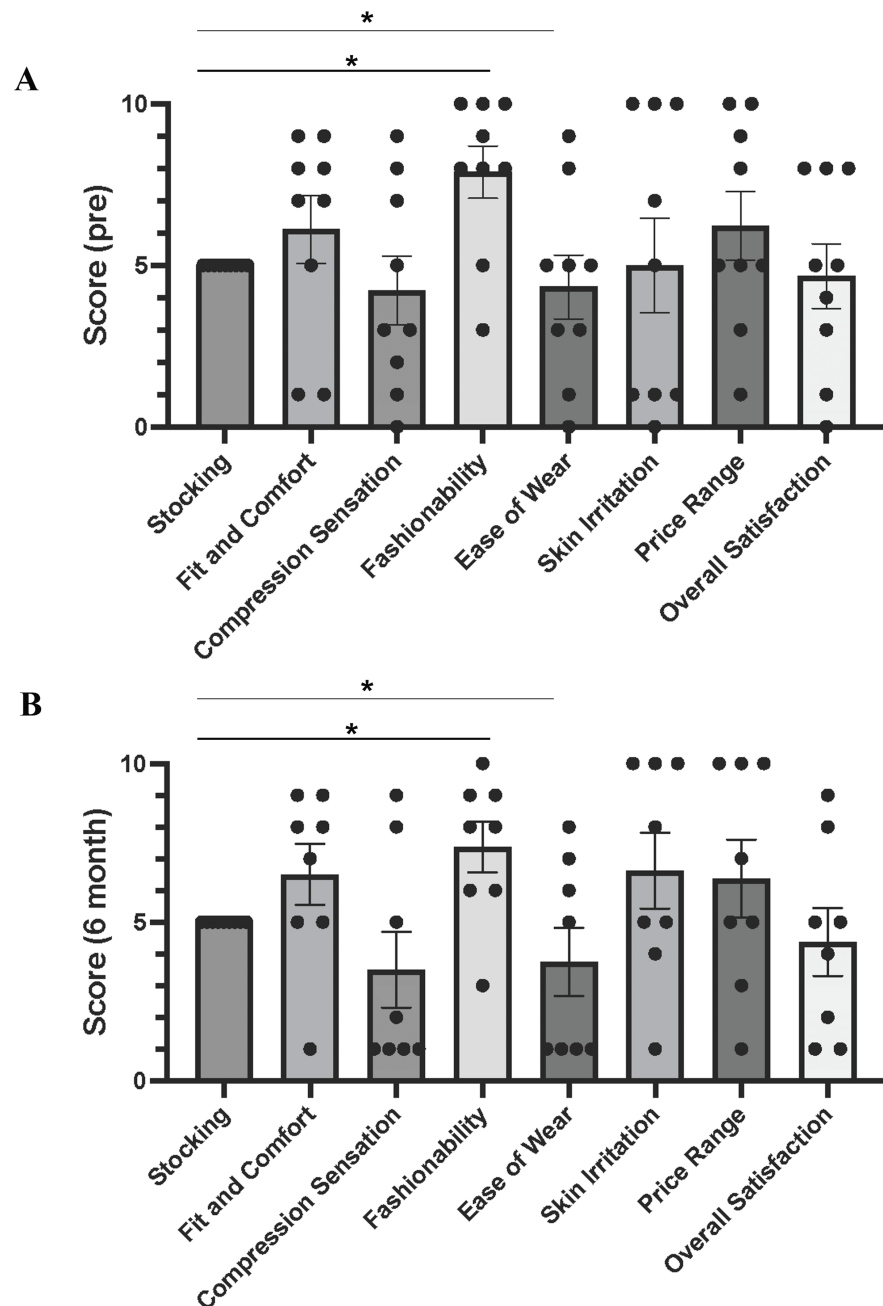 *
*
A
Score (pre)
10
5
0
Stocking
Fit and Comfort
Compression Sensation
Fashionability
Ease of Wear
Skin Irritation
Price Range
Overall Satisfaction
*
B
*
Score (6 month)
10
5
0
Stocking
Fit and Comfort
Compression Sensation
Fashionability
Ease of Wear
Skin Irritation
Price Range
Overall Satisfaction